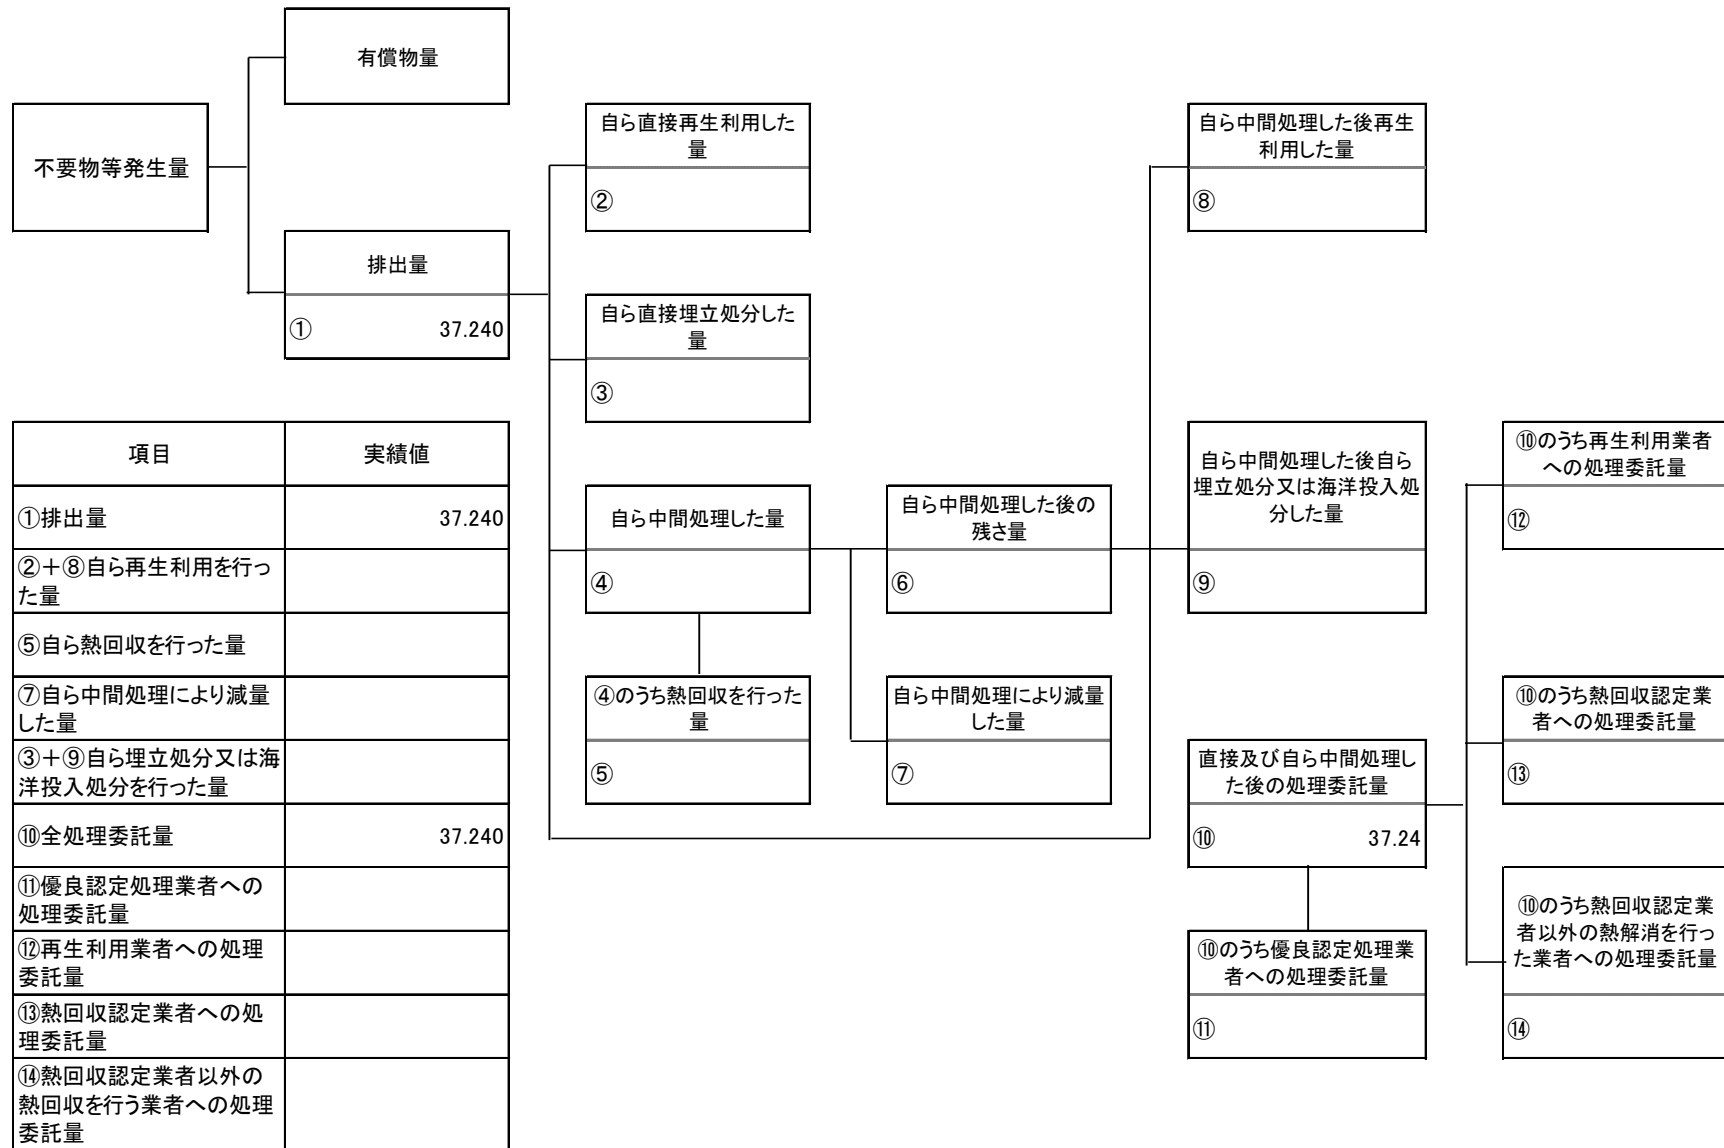 有償物量
不要物等発生量
排出量
① 37.240
自ら直接再生利用した
量
②
自ら中間処理した後再生
利用した量
⑧
自ら直接埋立処分した
量
③
自ら中間処理した量
④
自ら中間処理した後の
残さ量
⑥
自ら中間処理した後自ら
埋立処分又は海洋投入処
分した量
⑨
⑩のうち再生利用業者
への処理委託量
⑫
④のうち熱回収を行った
量
⑤
自ら中間処理により減量
した量
⑦
直接及び自ら中間処理し
た後の処理委託量
⑩ 37.24
⑩のうち熱回収認定業
者への処理委託量
⑬
⑩のうち優良認定処理業
者への処理委託量
⑪
⑩のうち熱回収認定業
者以外の熱解消を行っ
た業者への処理委託量
⑭
項目 実績値
①排出量 37.240
②+⑧自ら再生利用を行っ
た量
⑤自ら熱回収を行った量
⑦自ら中間処理により減量
した量
③+⑨自ら埋立処分又は海
洋投入処分を行った量
⑩全処理委託量 37.240
⑪優良認定処理業者への
処理委託量
⑫再生利用業者への処理
委託量
⑬熱回収認定業者への処
理委託量
⑭熱回収認定業者以外の
熱回収を行う業者への処理
委託量